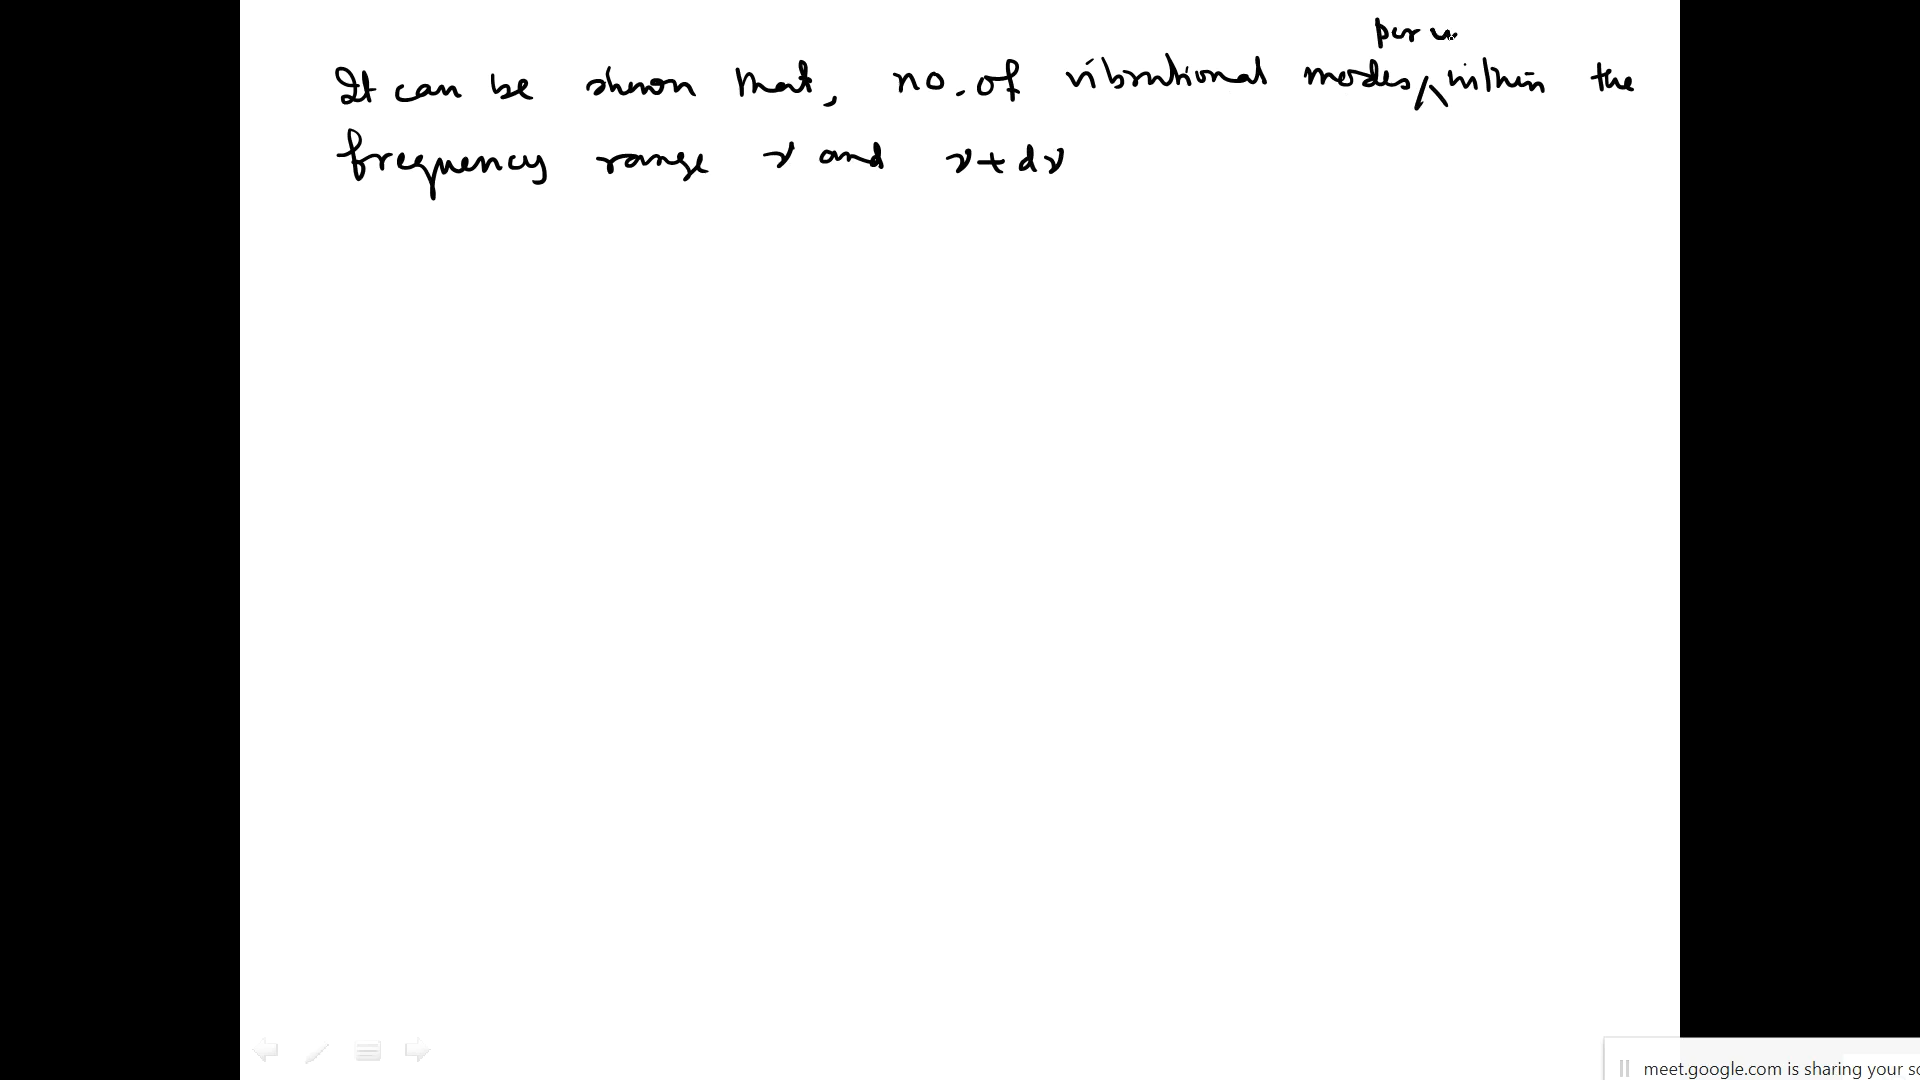 per u
It can be shown that, no. of vibrational modes within the
frequency range ν and ν+dν
meet.google.com is sharing your sc